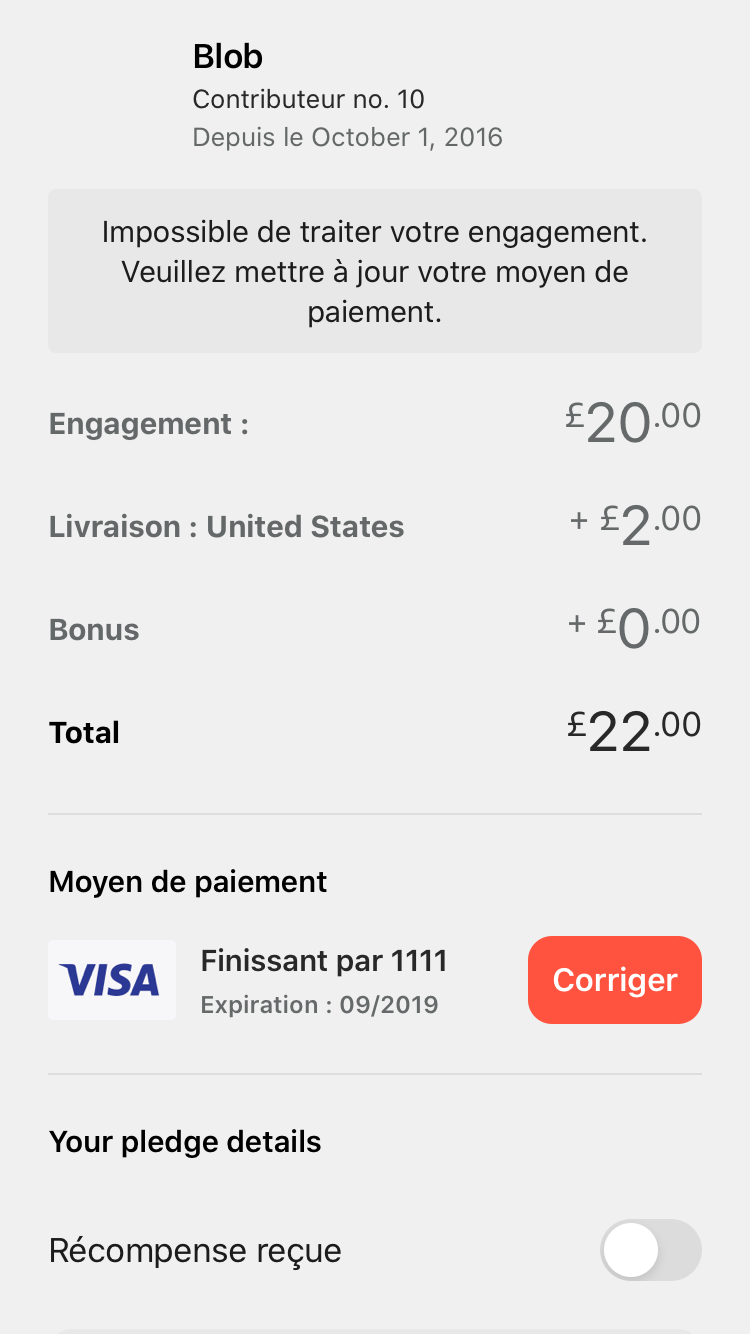 Blob
Contributeur no. 10
Depuis le October 1, 2016
Impossible de traiter votre engagement.
Veuillez mettre à jour votre moyen de
paiement.
Engagement : £20.00
Livraison : United States + £2.00
Bonus + £0.00
Total £22.00
Moyen de paiement
VISA
Finissant par 1111
Expiration : 09/2019
Corriger
Your pledge details
Récompense reçue